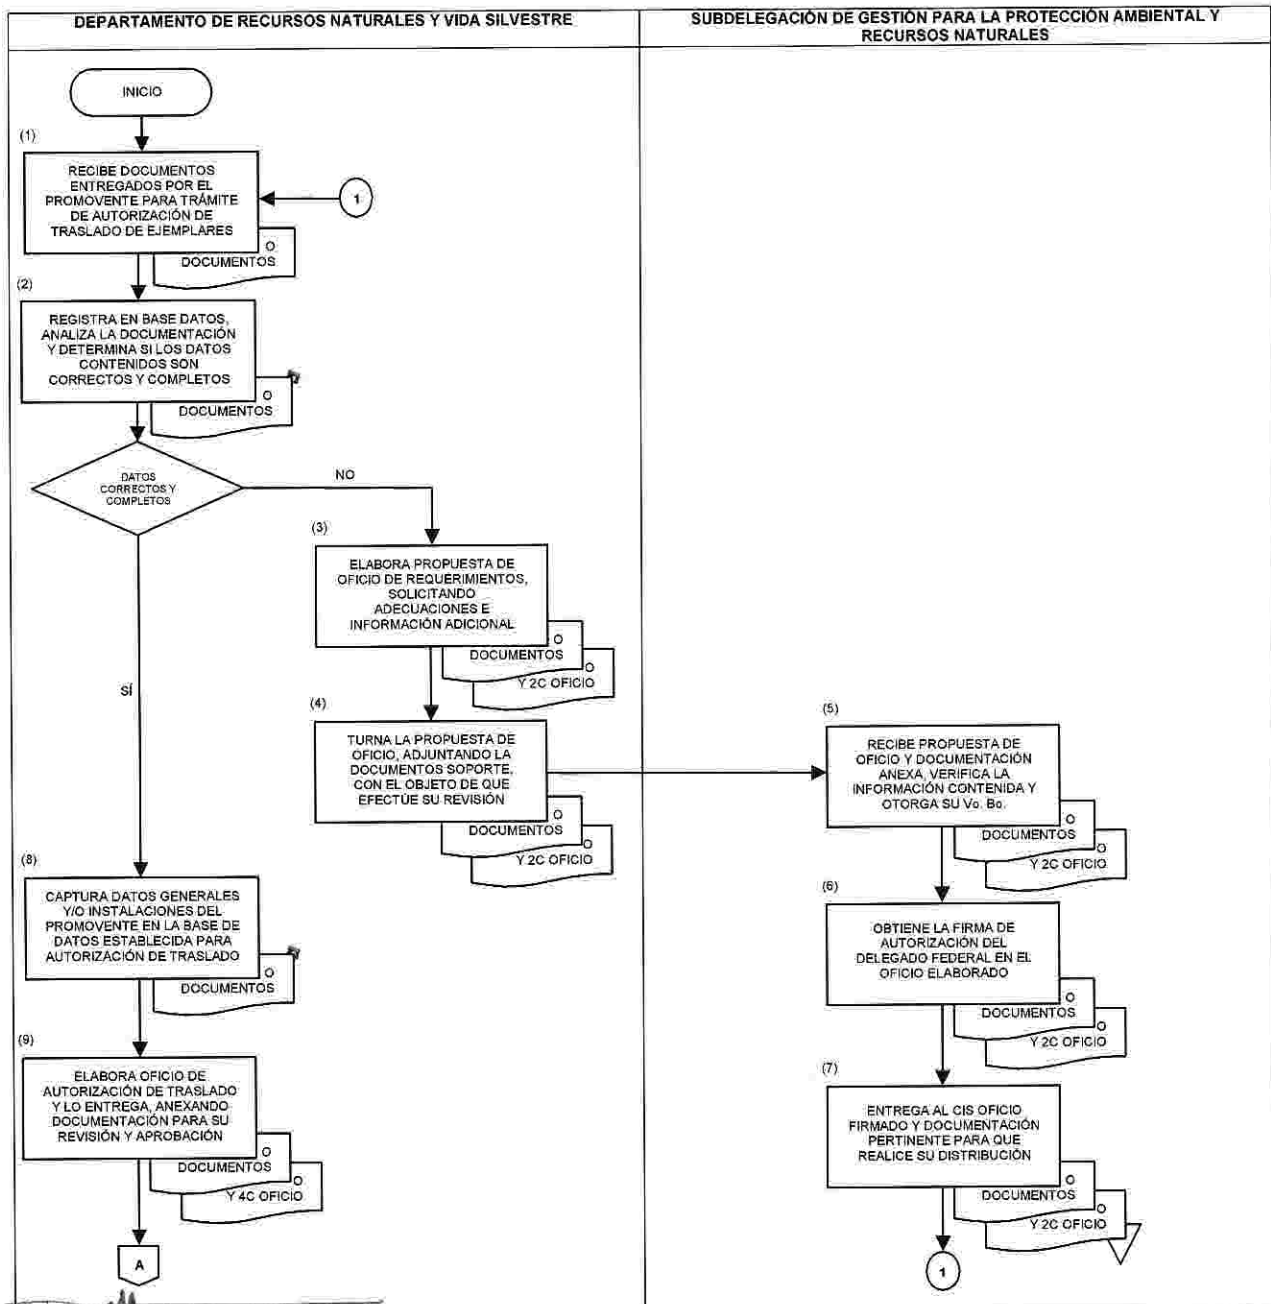 DEPARTAMENTO DE RECURSOS NATURALES Y VIDA SILVESTRE
SUBDELEGACIÓN DE GESTIÓN PARA LA PROTECCIÓN AMBIENTAL Y
RECURSOS NATURALES
INICIO
(1)
RECIBE DOCUMENTOS
ENTREGADOS POR EL
PROMOVENTE PARA TRÁMITE
DE AUTORIZACIÓN DE
TRASLADO DE EJEMPLARES
1
O
DOCUMENTOS
(2)
REGISTRA EN BASE DATOS,
ANALIZA LA DOCUMENTACIÓN
Y DETERMINA SI LOS DATOS
CONTENIDOS SON
CORRECTOS Y COMPLETOS
O
DOCUMENTOS
DATOS
CORRECTOS Y
COMPLETOS
NO
SÍ
(3)
ELABORA PROPUESTA DE
OFICIO DE REQUERIMIENTOS,
SOLICITANDO
ADECUACIONES E
INFORMACIÓN ADICIONAL
O
DOCUMENTOS
O
Y 2C OFICIO
(4)
TURNA LA PROPUESTA DE
OFICIO, ADJUNTANDO LA
DOCUMENTOS SOPORTE,
CON EL OBJETO DE QUE
EFECTÚE SU REVISIÓN
O
DOCUMENTOS
O
Y 2C OFICIO
(5)
RECIBE PROPUESTA DE
OFICIO Y DOCUMENTACIÓN
ANEXA, VERIFICA LA
INFORMACIÓN CONTENIDA Y
OTORGA SU Vo. Bo.
O
DOCUMENTOS
O
Y 2C OFICIO
(6)
OBTIENE LA FIRMA DE
AUTORIZACIÓN DEL
DELEGADO FEDERAL EN EL
OFICIO ELABORADO
O
DOCUMENTOS
O
Y 2C OFICIO
(7)
ENTREGA AL CIS OFICIO
FIRMADO Y DOCUMENTACIÓN
PERTINENTE PARA QUE
REALICE SU DISTRIBUCIÓN
O
DOCUMENTOS
O
Y 2C OFICIO
1
(8)
CAPTURA DATOS GENERALES
Y/O INSTALACIONES DEL
PROMOVENTE EN LA BASE DE
DATOS ESTABLECIDA PARA
AUTORIZACIÓN DE TRASLADO
O
DOCUMENTOS
(9)
ELABORA OFICIO DE
AUTORIZACIÓN DE TRASLADO
Y LO ENTREGA, ANEXANDO
DOCUMENTACIÓN PARA SU
REVISIÓN Y APROBACIÓN
O
DOCUMENTOS
O
Y 4C OFICIO
A